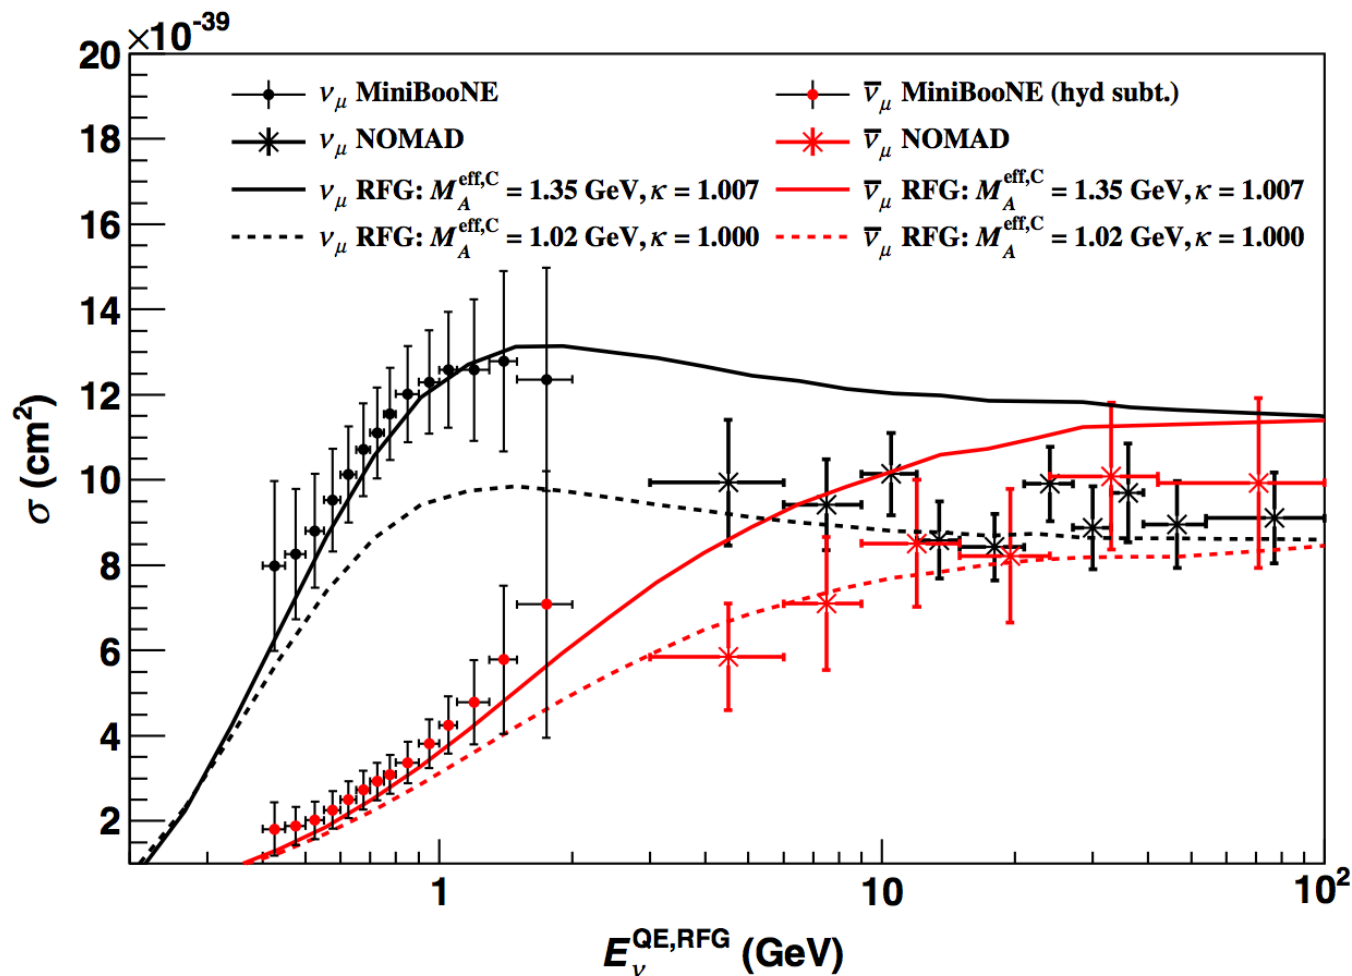 ×10⁻³⁹
20
18
16
14
12
10
8
6
4
2
σ (cm²)
ν_μ MiniBooNE
ν_μ NOMAD
ν_μ RFG: M_A^eff,C = 1.35 GeV, κ = 1.007
ν_μ RFG: M_A^eff,C = 1.02 GeV, κ = 1.000
ν̅_μ MiniBooNE (hyd subt.)
ν̅_μ NOMAD
ν̅_μ RFG: M_A^eff,C = 1.35 GeV, κ = 1.007
ν̅_μ RFG: M_A^eff,C = 1.02 GeV, κ = 1.000
1 10 10²
E_ν^QE,RFG (GeV)